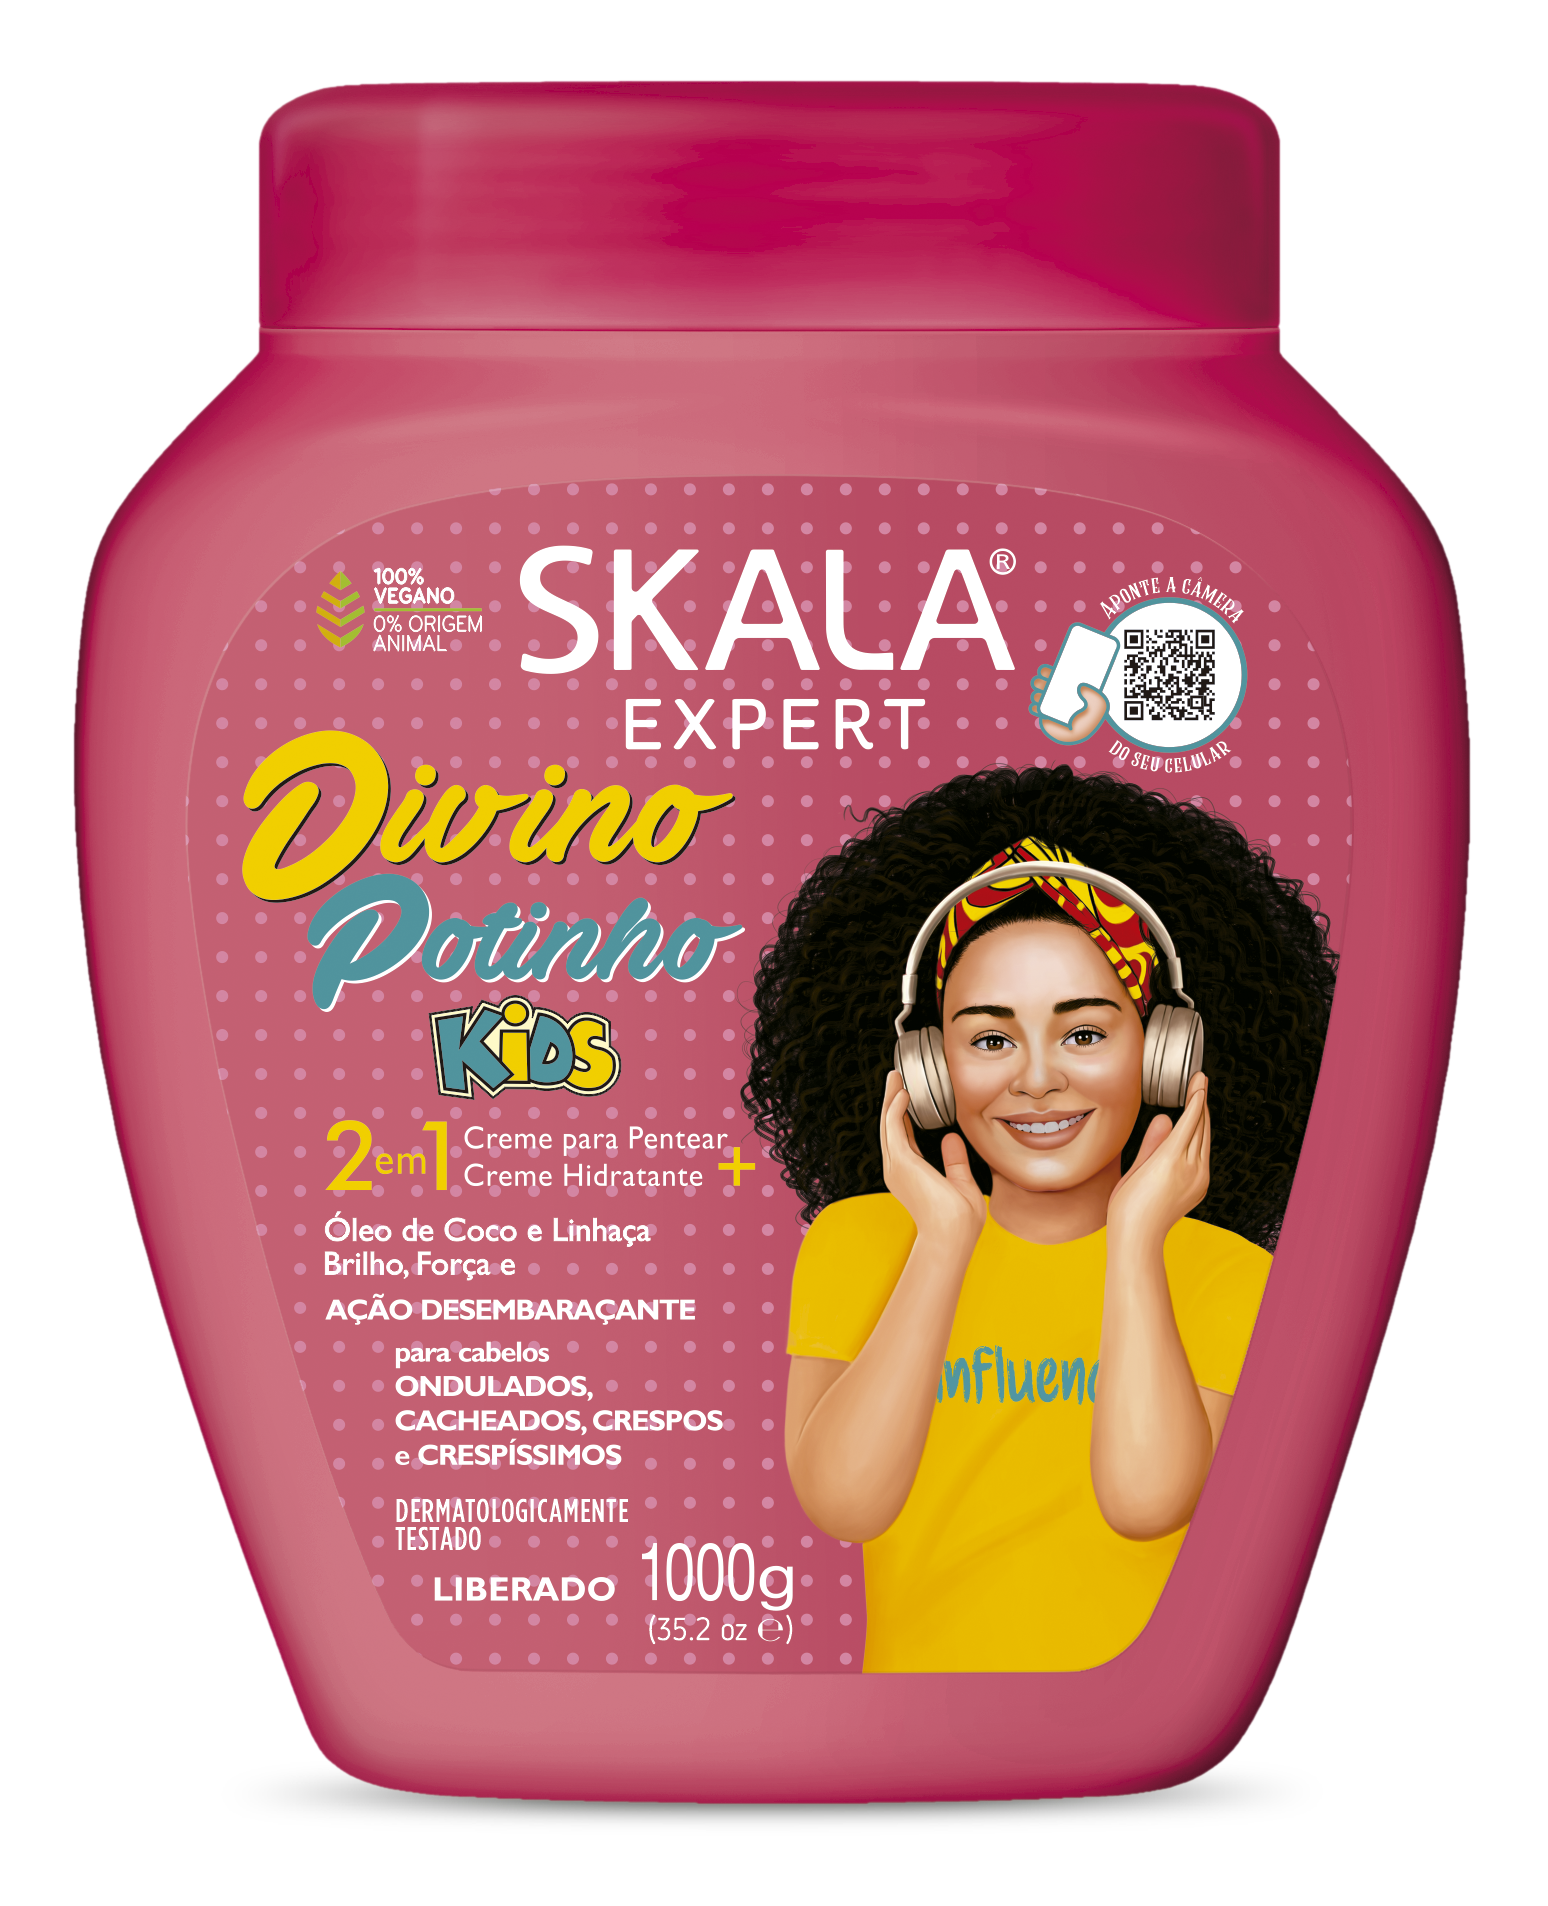 100%
VEGANO
0% ORIGEM
ANIMAL
SKALA®
EXPERT
APONTE A CÂMERA
DO SEU CELULAR
Divino
Potinho
KiDS
2em1 Creme para Pentear
Creme Hidratante +
Óleo de Coco e Linhaça
Brilho, Força e
AÇÃO DESEMBARAÇANTE
para cabelos
ONDULADOS,
CACHEADOS, CRESPOS
e CRESPÍSSIMOS
DERMATOLOGICAMENTE
TESTADO
LIBERADO 1000g
(35.2 oz ℮)